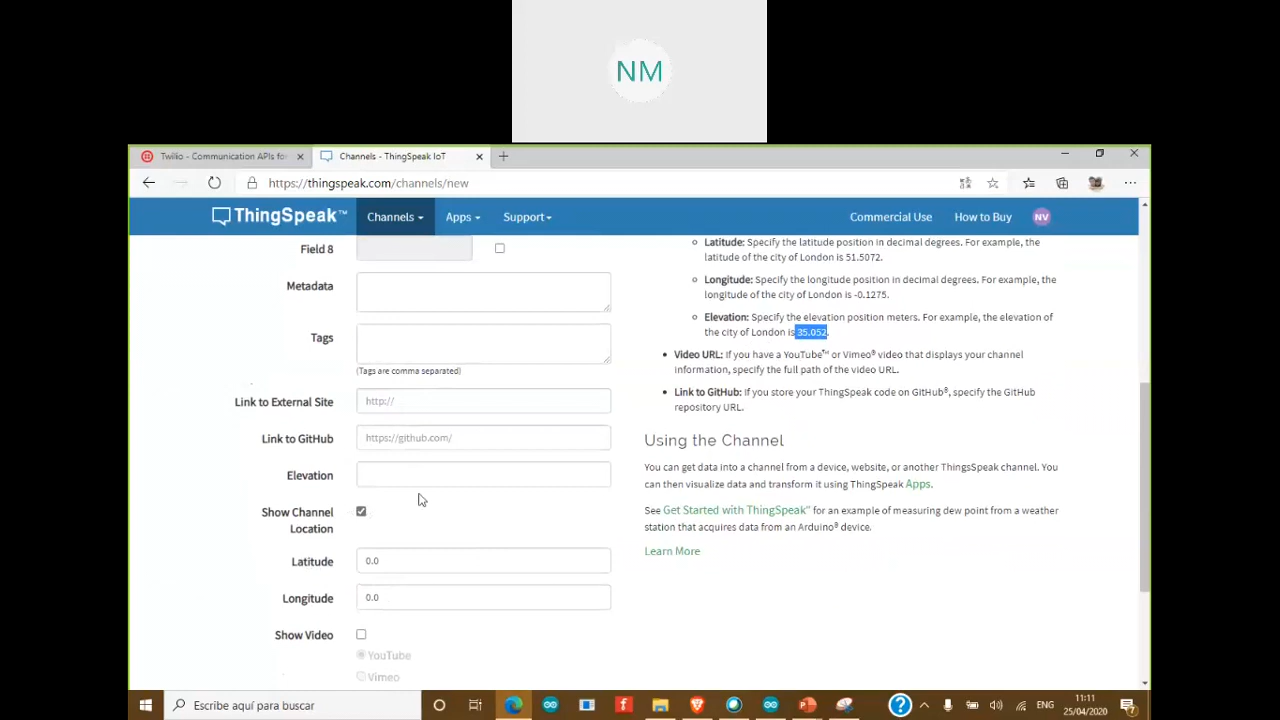 NM
Twilio - Communication APIs for
Channels - ThingSpeak IoT
https://thingspeak.com/channels/new
ThingSpeak™
Channels
Apps
Support
Commercial Use
How to Buy
NV
Field 8
Metadata
Tags
(Tags are comma separated)
Link to External Site
http://
Link to GitHub
https://github.com/
Elevation
Show Channel
Location
Latitude
0.0
Longitude
0.0
Show Video
YouTube
Vimeo
Latitude: Specify the latitude position in decimal degrees. For example, the
latitude of the city of London is 51.5072.
Longitude: Specify the longitude position in decimal degrees. For example, the
longitude of the city of London is -0.1275.
Elevation: Specify the elevation position meters. For example, the elevation of
the city of London is 35.052.
Video URL: If you have a YouTube™ or Vimeo® video that displays your channel
information, specify the full path of the video URL.
Link to GitHub: If you store your ThingSpeak code on GitHub®, specify the GitHub
repository URL.
Using the Channel
You can get data into a channel from a device, website, or another ThingsSpeak channel. You
can then visualize data and transform it using ThingSpeak Apps.
See Get Started with ThingSpeak™ for an example of measuring dew point from a weather
station that acquires data from an Arduino® device.
Learn More
Escribe aquí para buscar
ENG
11:11
25/04/2020